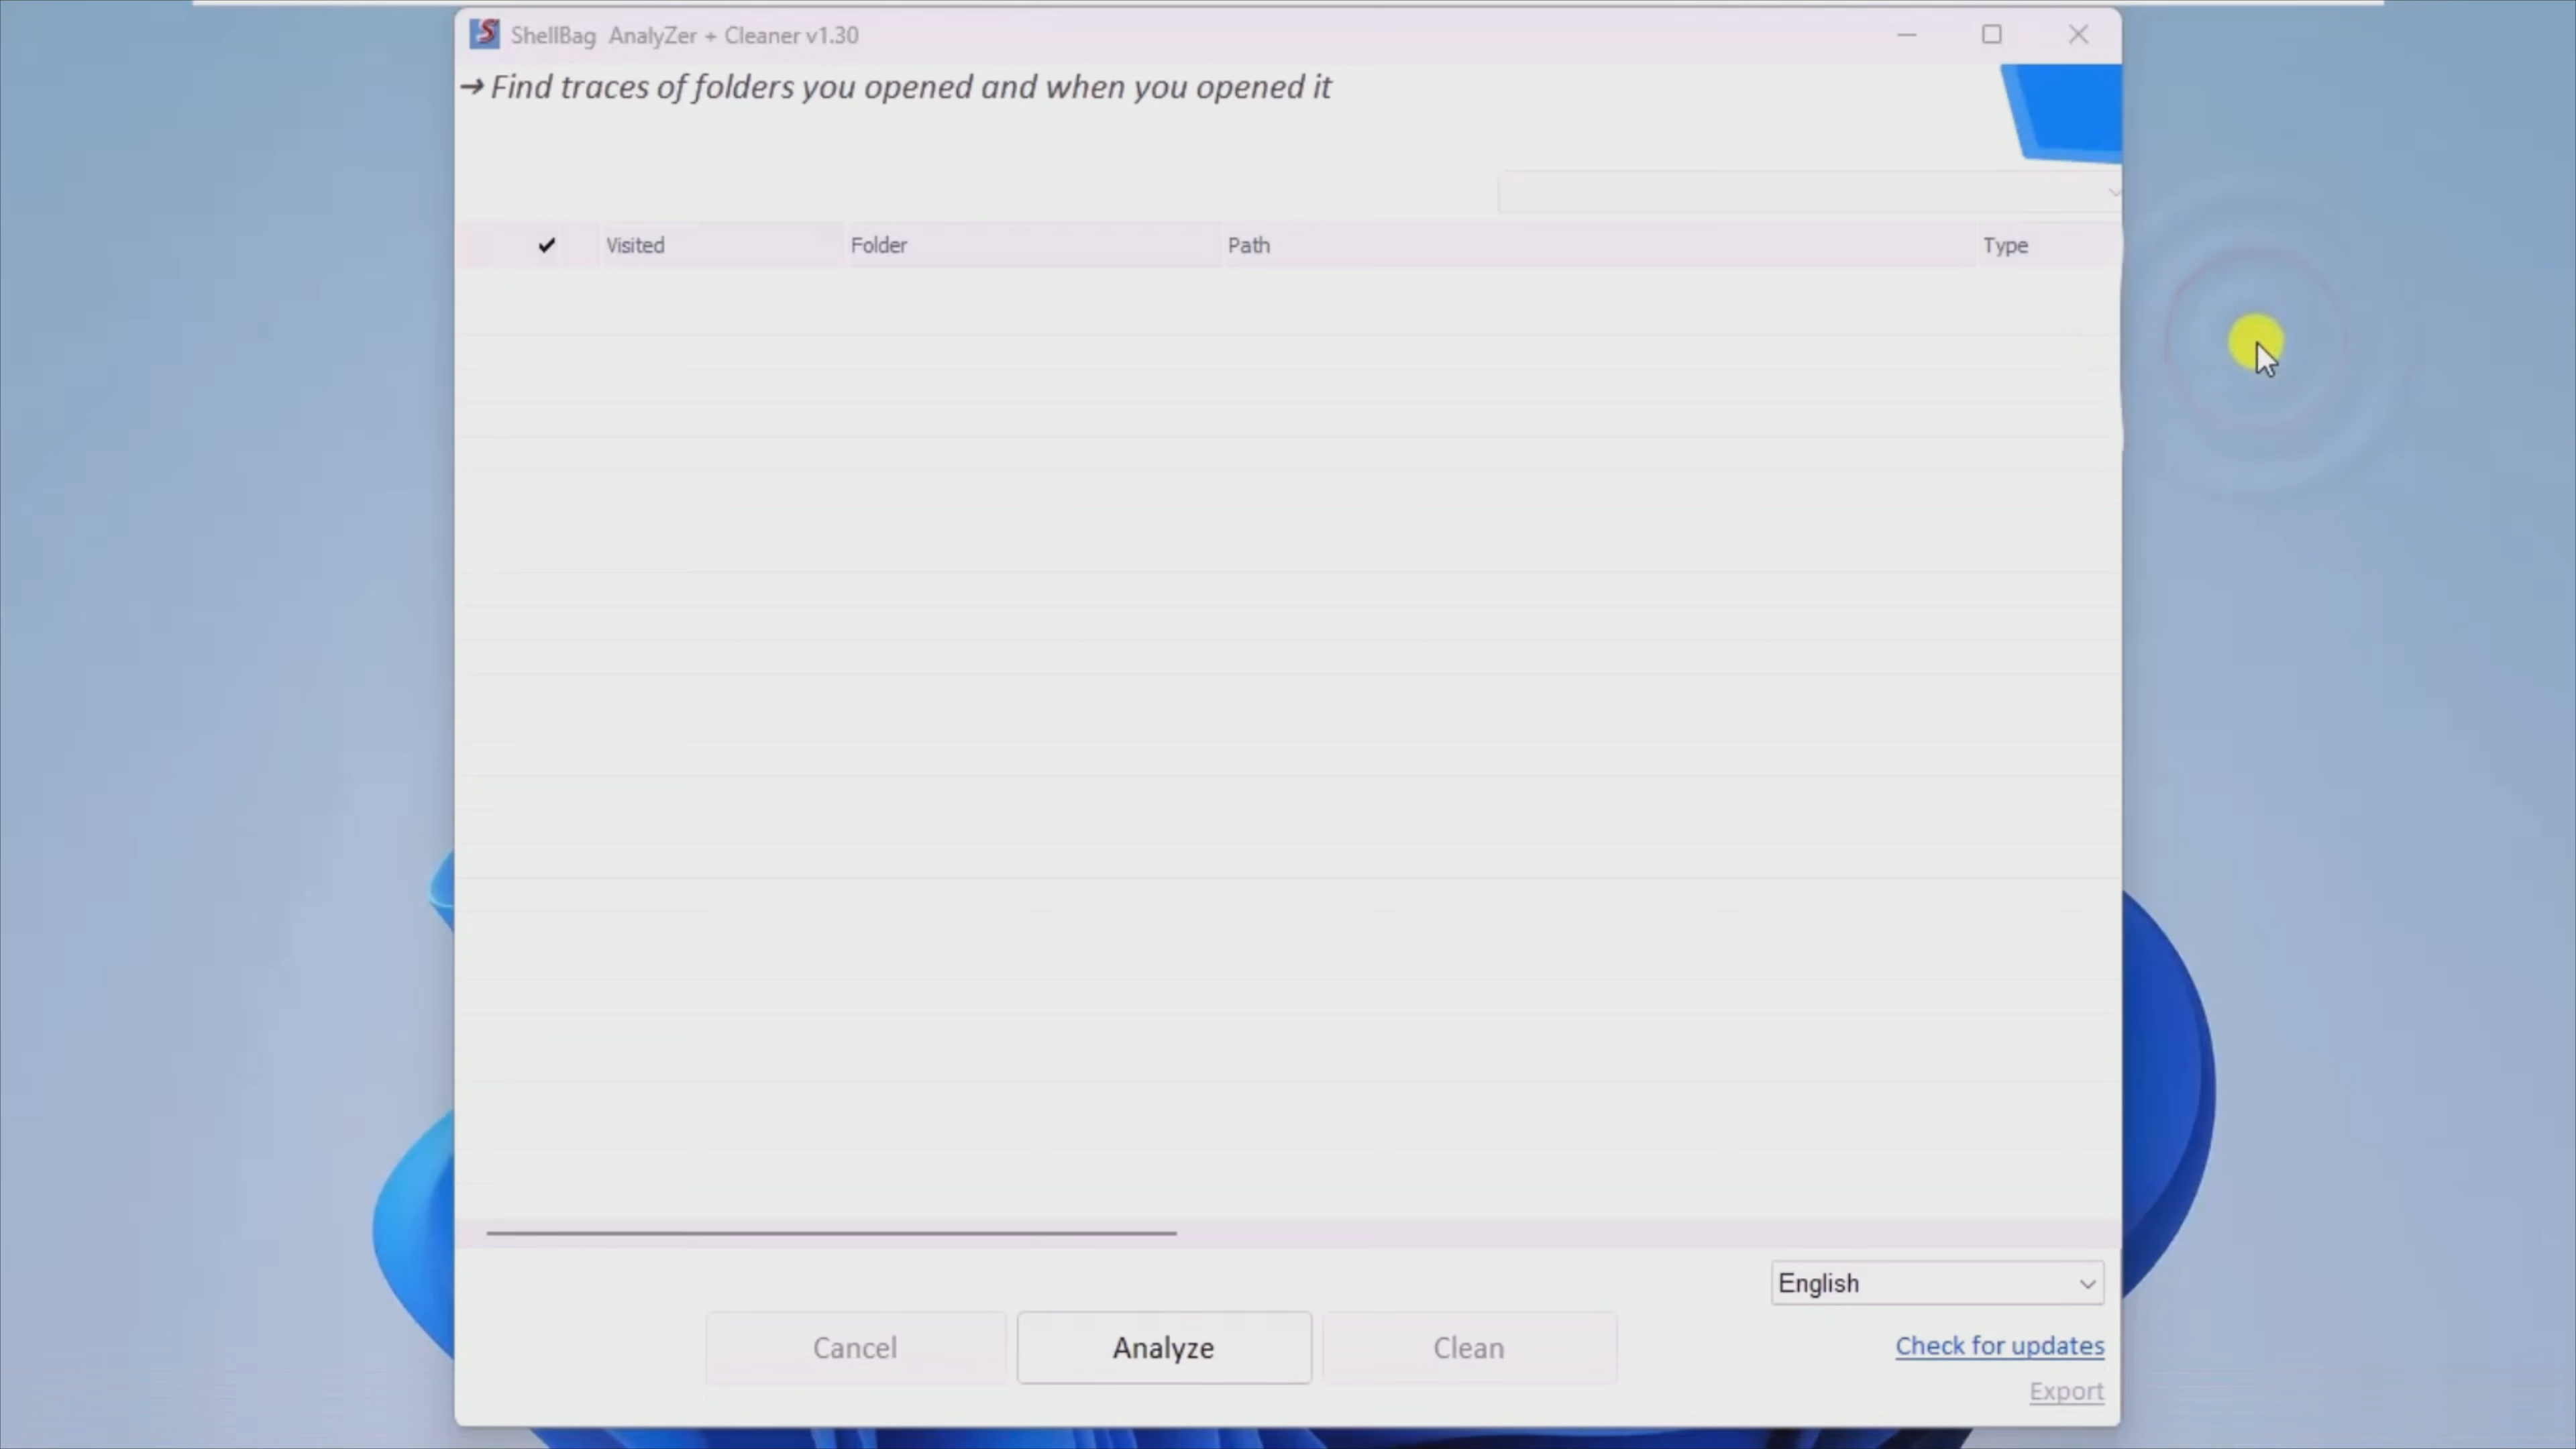 ShellBag AnalyZer + Cleaner v1.30
→ Find traces of folders you opened and when you opened it
✔ Visited Folder Path Type
English
Cancel Analyze Clean
Check for updates
Export